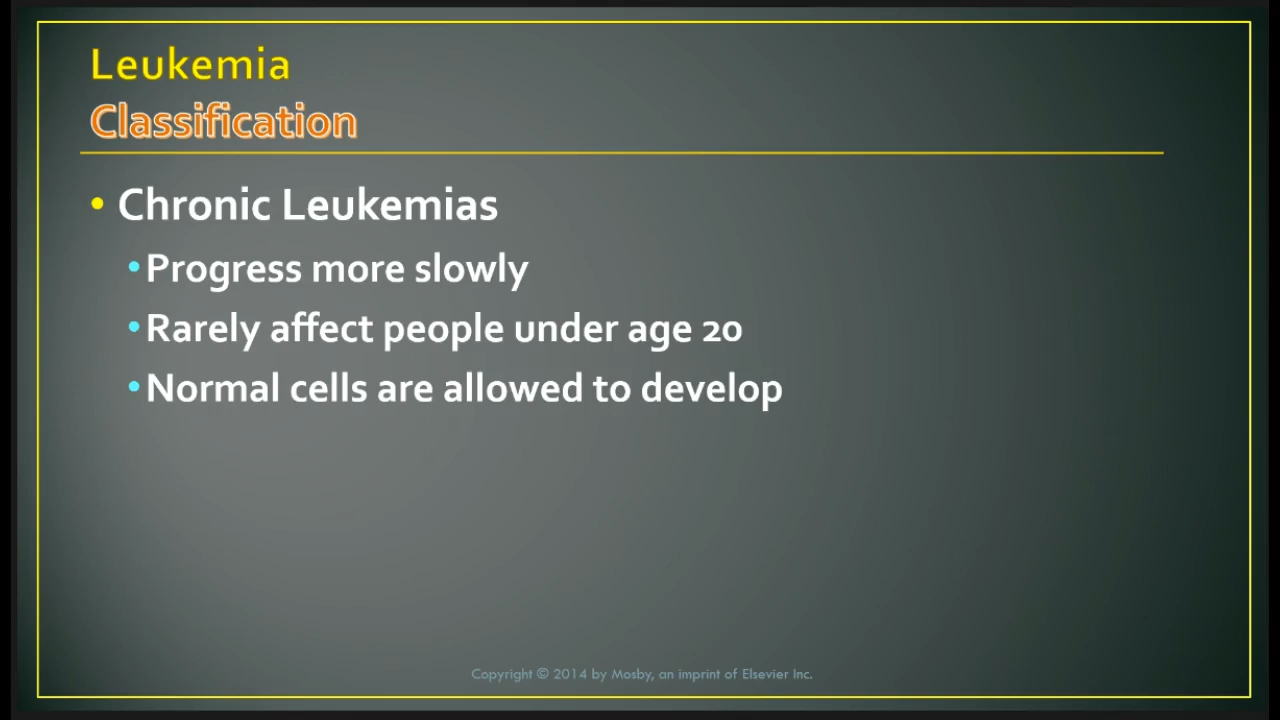 Leukemia
Classification
• Chronic Leukemias
• Progress more slowly
• Rarely affect people under age 20
• Normal cells are allowed to develop
Copyright © 2014 by Mosby, an imprint of Elsevier Inc.